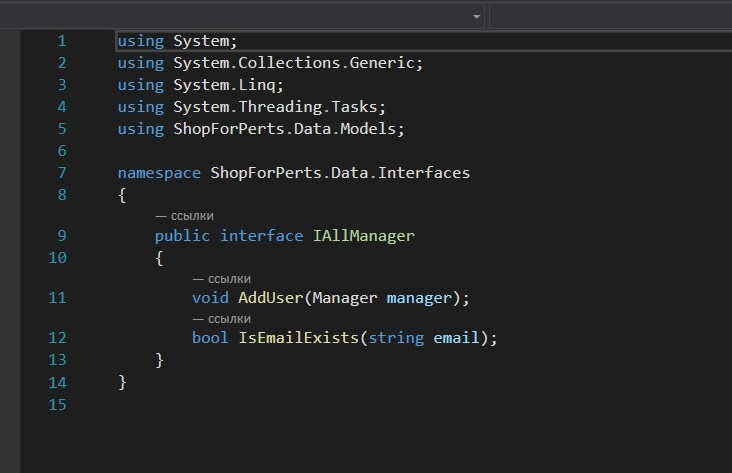 1 using System;
2 using System.Collections.Generic;
3 using System.Linq;
4 using System.Threading.Tasks;
5 using ShopForPerts.Data.Models;
6
7 namespace ShopForPerts.Data.Interfaces
8 {
— ссылки
9 public interface IAllManager
10 {
— ссылки
11 void AddUser(Manager manager);
— ссылки
12 bool IsEmailExists(string email);
13 }
14 }
15